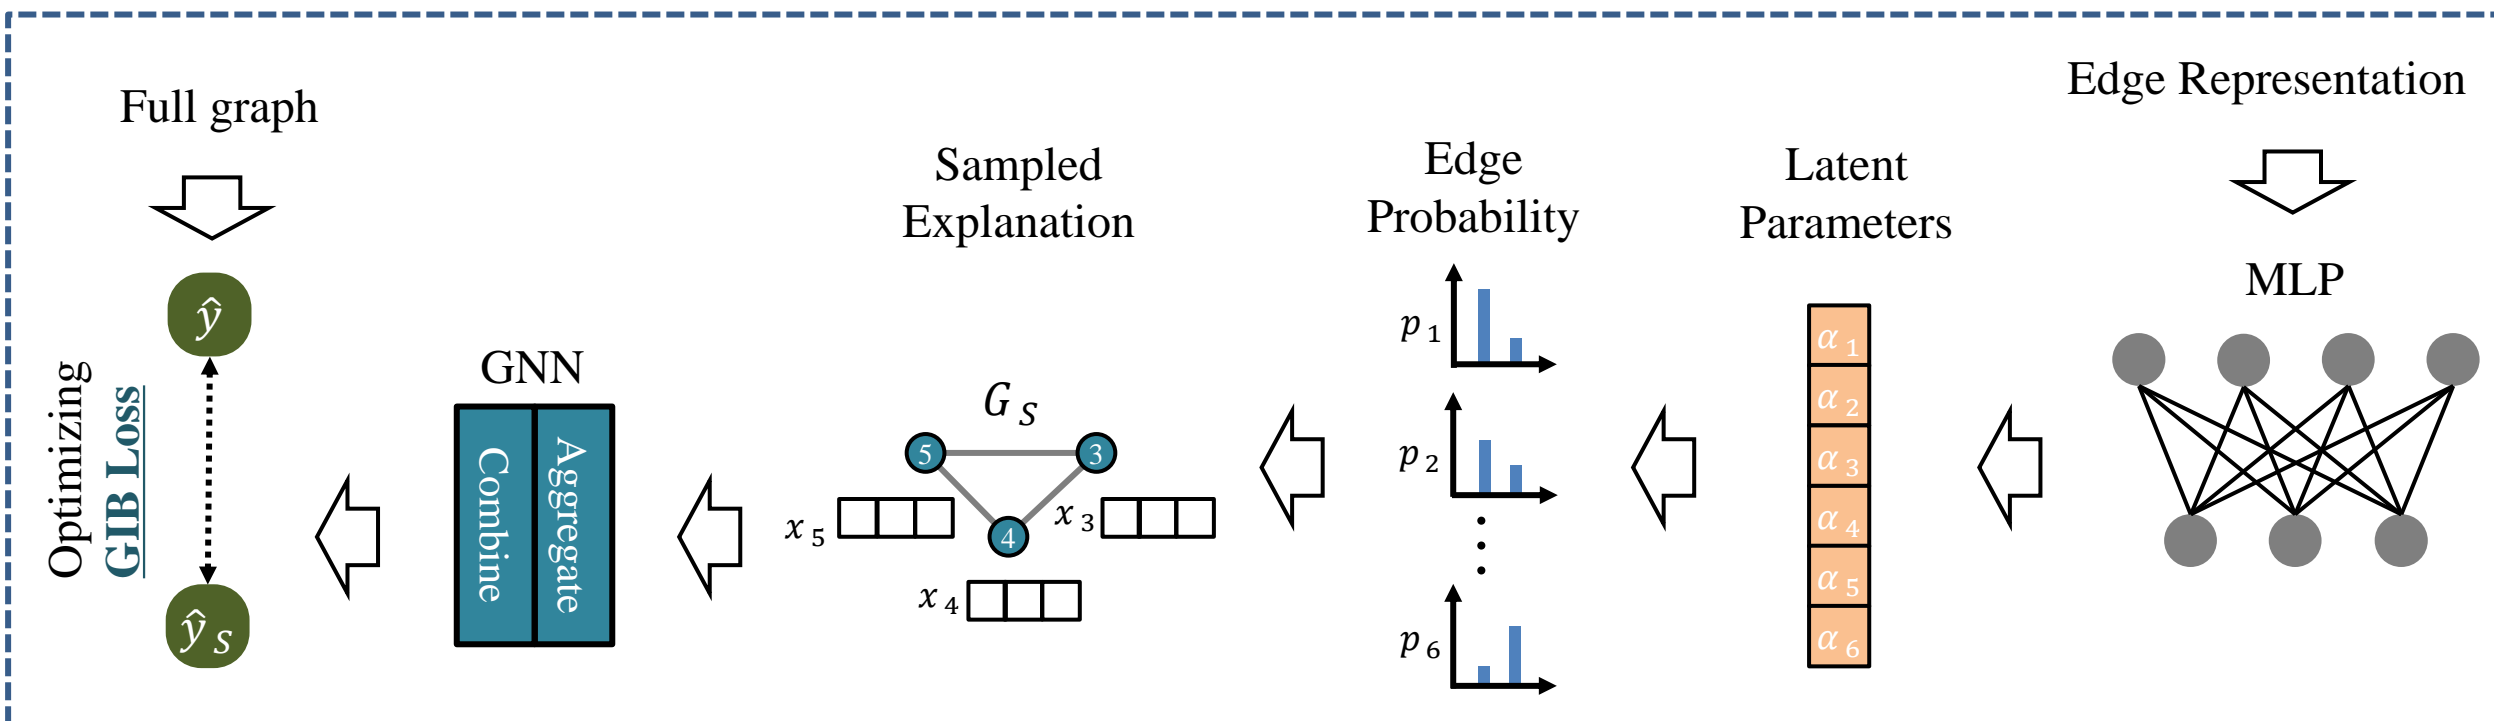 Full graph
ŷ
Optimizing
GIB Loss
ŷ S
GNN
Aggregate
Combine
Sampled
Explanation
G S
5
3
4
x 5
x 3
x 4
Edge
Probability
p 1
p 2
p 6
Latent
Parameters
α 1
α 2
α 3
α 4
α 5
α 6
Edge Representation
MLP